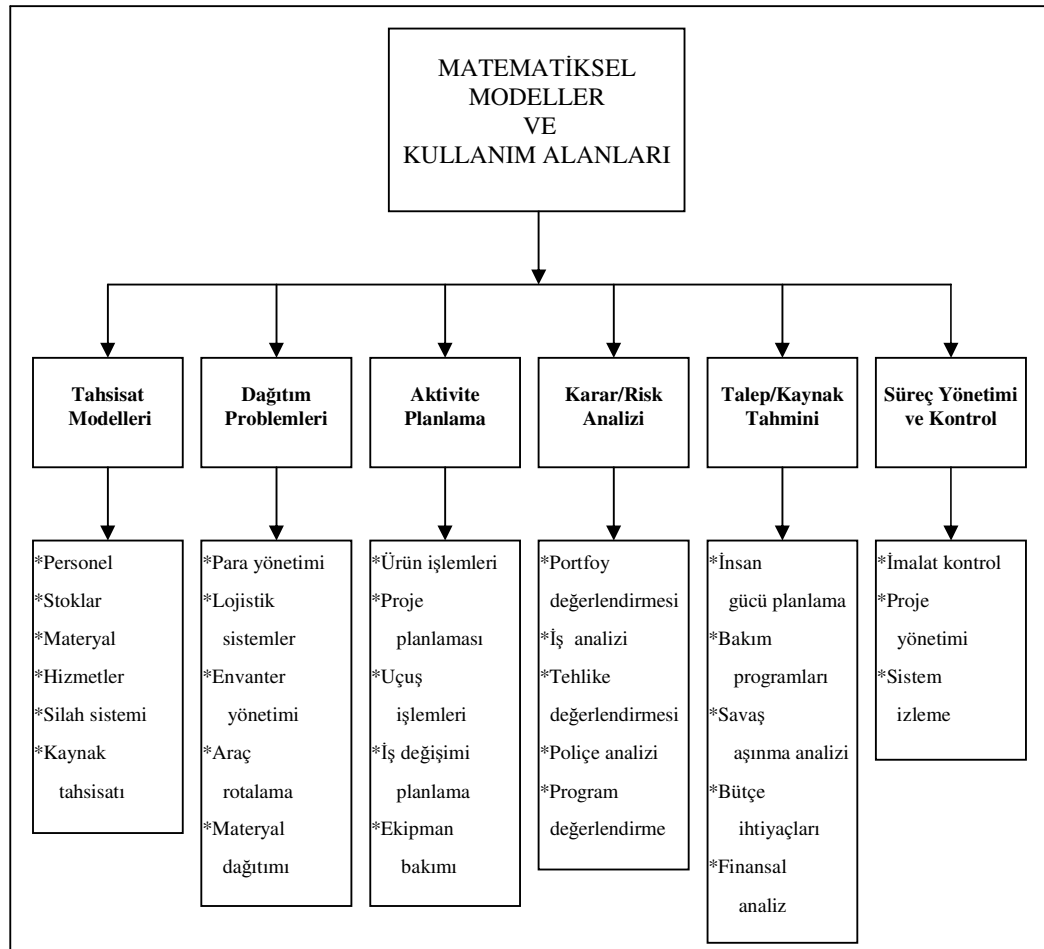 MATEMATİKSEL
MODELLER
VE
KULLANIM ALANLARI
Tahsisat
Modelleri
Dağıtım
Problemleri
Aktivite
Planlama
Karar/Risk
Analizi
Talep/Kaynak
Tahmini
Süreç Yönetimi
ve Kontrol
*Personel
*Stoklar
*Materyal
*Hizmetler
*Silah sistemi
*Kaynak
tahsisatı
*Para yönetimi
*Lojistik
sistemler
*Envanter
yönetimi
*Araç
rotalama
*Materyal
dağıtımı
*Ürün işlemleri
*Proje
planlaması
*Uçuş
işlemleri
*İş değişimi
planlama
*Ekipman
bakımı
*Portfoy
değerlendirmesi
*İş analizi
*Tehlike
değerlendirmesi
*Poliçe analizi
*Program
değerlendirme
*İnsan
gücü planlama
*Bakım
programları
*Savaş
aşınma analizi
*Bütçe
ihtiyaçları
*Finansal
analiz
*İmalat kontrol
*Proje
yönetimi
*Sistem
izleme